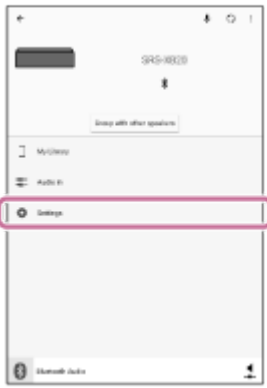 SRS-XB20
Group with other speakers
My Library
Audio in
Settings
Bluetooth Audio